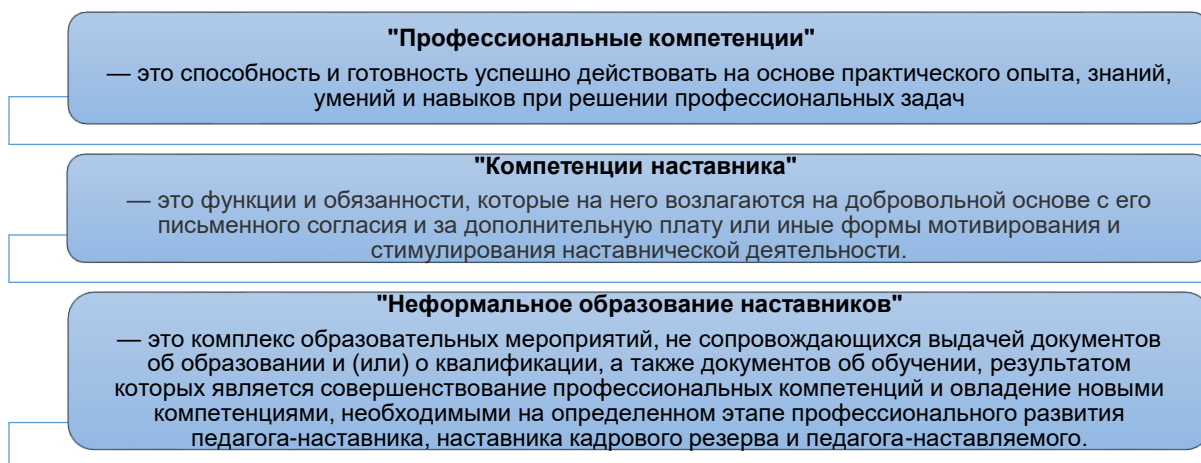 "Профессиональные компетенции"
— это способность и готовность успешно действовать на основе практического опыта, знаний,
умений и навыков при решении профессиональных задач
"Компетенции наставника"
— это функции и обязанности, которые на него возлагаются на добровольной основе с его
письменного согласия и за дополнительную плату или иные формы мотивирования и
стимулирования наставнической деятельности.
"Неформальное образование наставников"
— это комплекс образовательных мероприятий, не сопровождающихся выдачей документов
об образовании и (или) о квалификации, а также документов об обучении, результатом
которых является совершенствование профессиональных компетенций и овладение новыми
компетенциями, необходимыми на определенном этапе профессионального развития
педагога-наставника, наставника кадрового резерва и педагога-наставляемого.